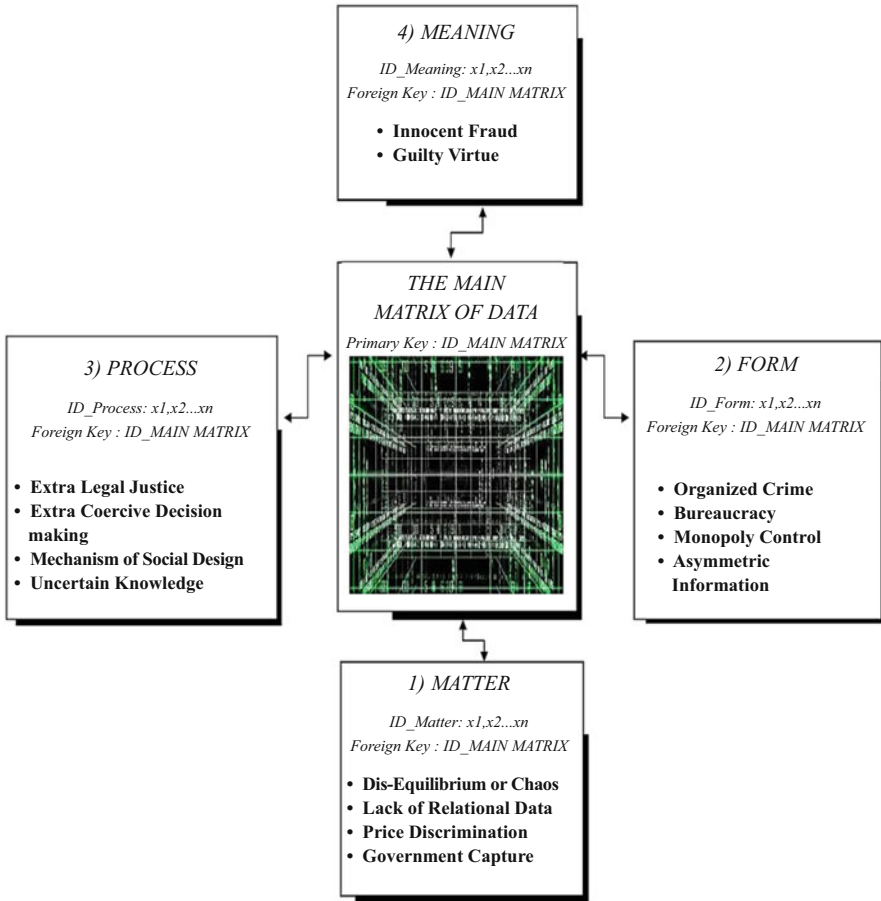 4) MEANING
ID_Meaning: x1,x2...xn
Foreign Key : ID_MAIN MATRIX
• Innocent Fraud
• Guilty Virtue
THE MAIN
MATRIX OF DATA
Primary Key : ID_MAIN MATRIX
3) PROCESS
ID_Process: x1,x2...xn
Foreign Key : ID_MAIN MATRIX
• Extra Legal Justice
• Extra Coercive Decision
making
• Mechanism of Social Design
• Uncertain Knowledge
2) FORM
ID_Form: x1,x2...xn
Foreign Key : ID_MAIN MATRIX
• Organized Crime
• Bureaucracy
• Monopoly Control
• Asymmetric
Information
1) MATTER
ID_Matter: x1,x2...xn
Foreign Key : ID_MAIN MATRIX
• Dis-Equilibrium or Chaos
• Lack of Relational Data
• Price Discrimination
• Government Capture